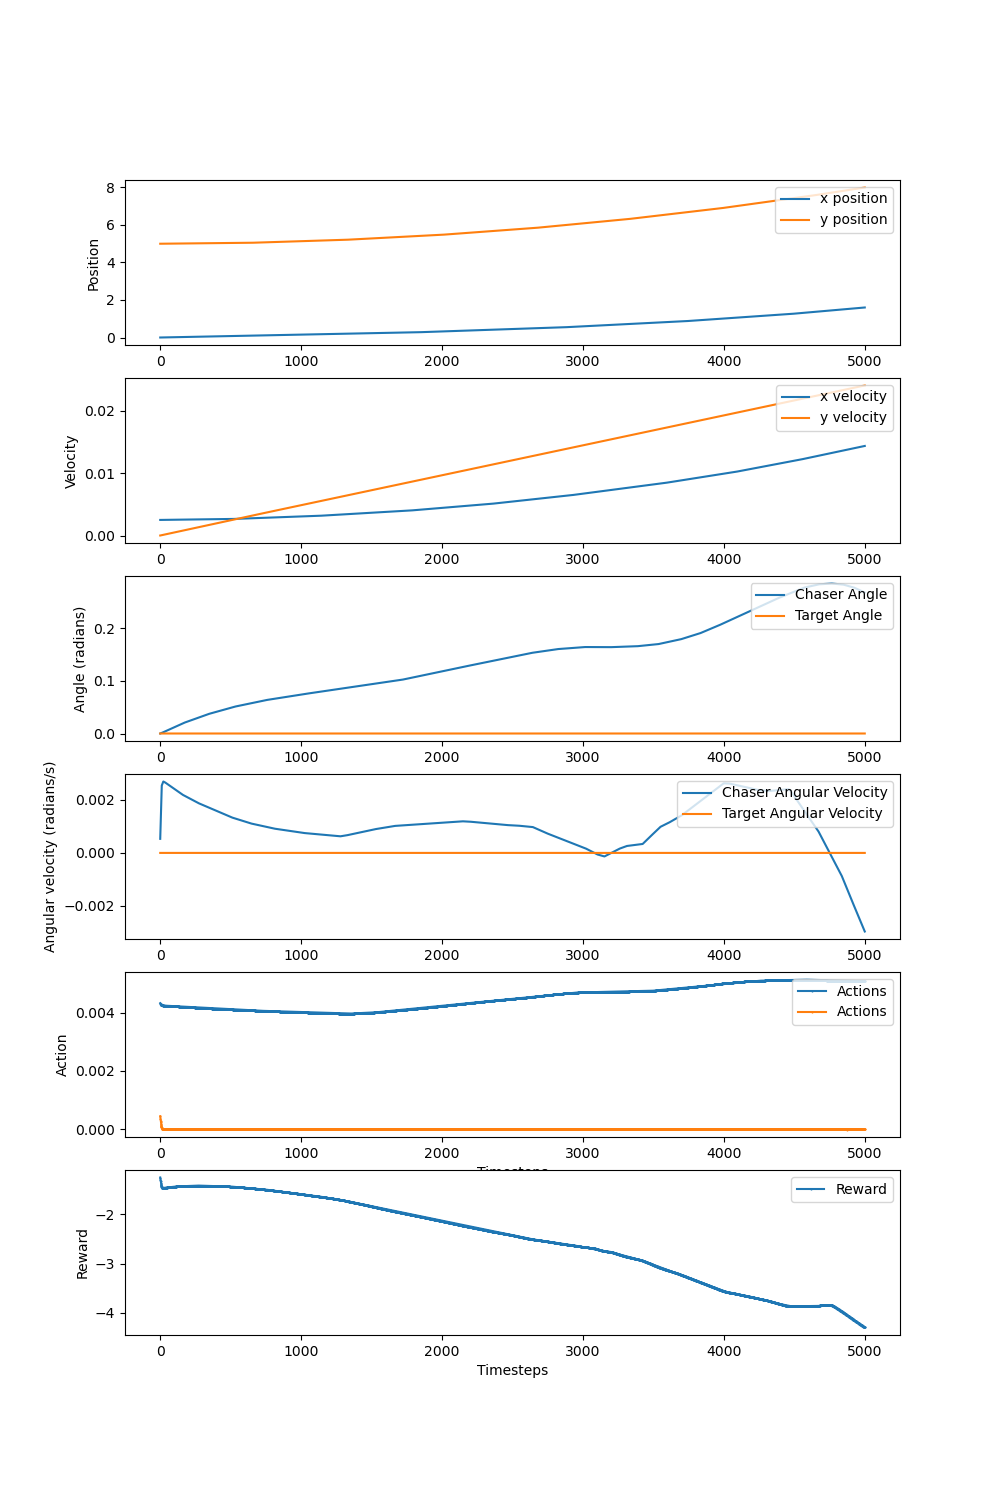 8
6
4
2
0
Position
x position
y position
0 1000 2000 3000 4000 5000
0.02
0.01
0.00
Velocity
x velocity
y velocity
0 1000 2000 3000 4000 5000
0.2
0.1
0.0
Angle (radians)
Chaser Angle
Target Angle
0 1000 2000 3000 4000 5000
0.002
0.000
−0.002
Angular velocity (radians/s)
Chaser Angular Velocity
Target Angular Velocity
0 1000 2000 3000 4000 5000
0.004
0.002
0.000
Action
Actions
Actions
0 1000 2000 3000 4000 5000
Timesteps
−2
−3
−4
Reward
Reward
0 1000 2000 3000 4000 5000
Timesteps